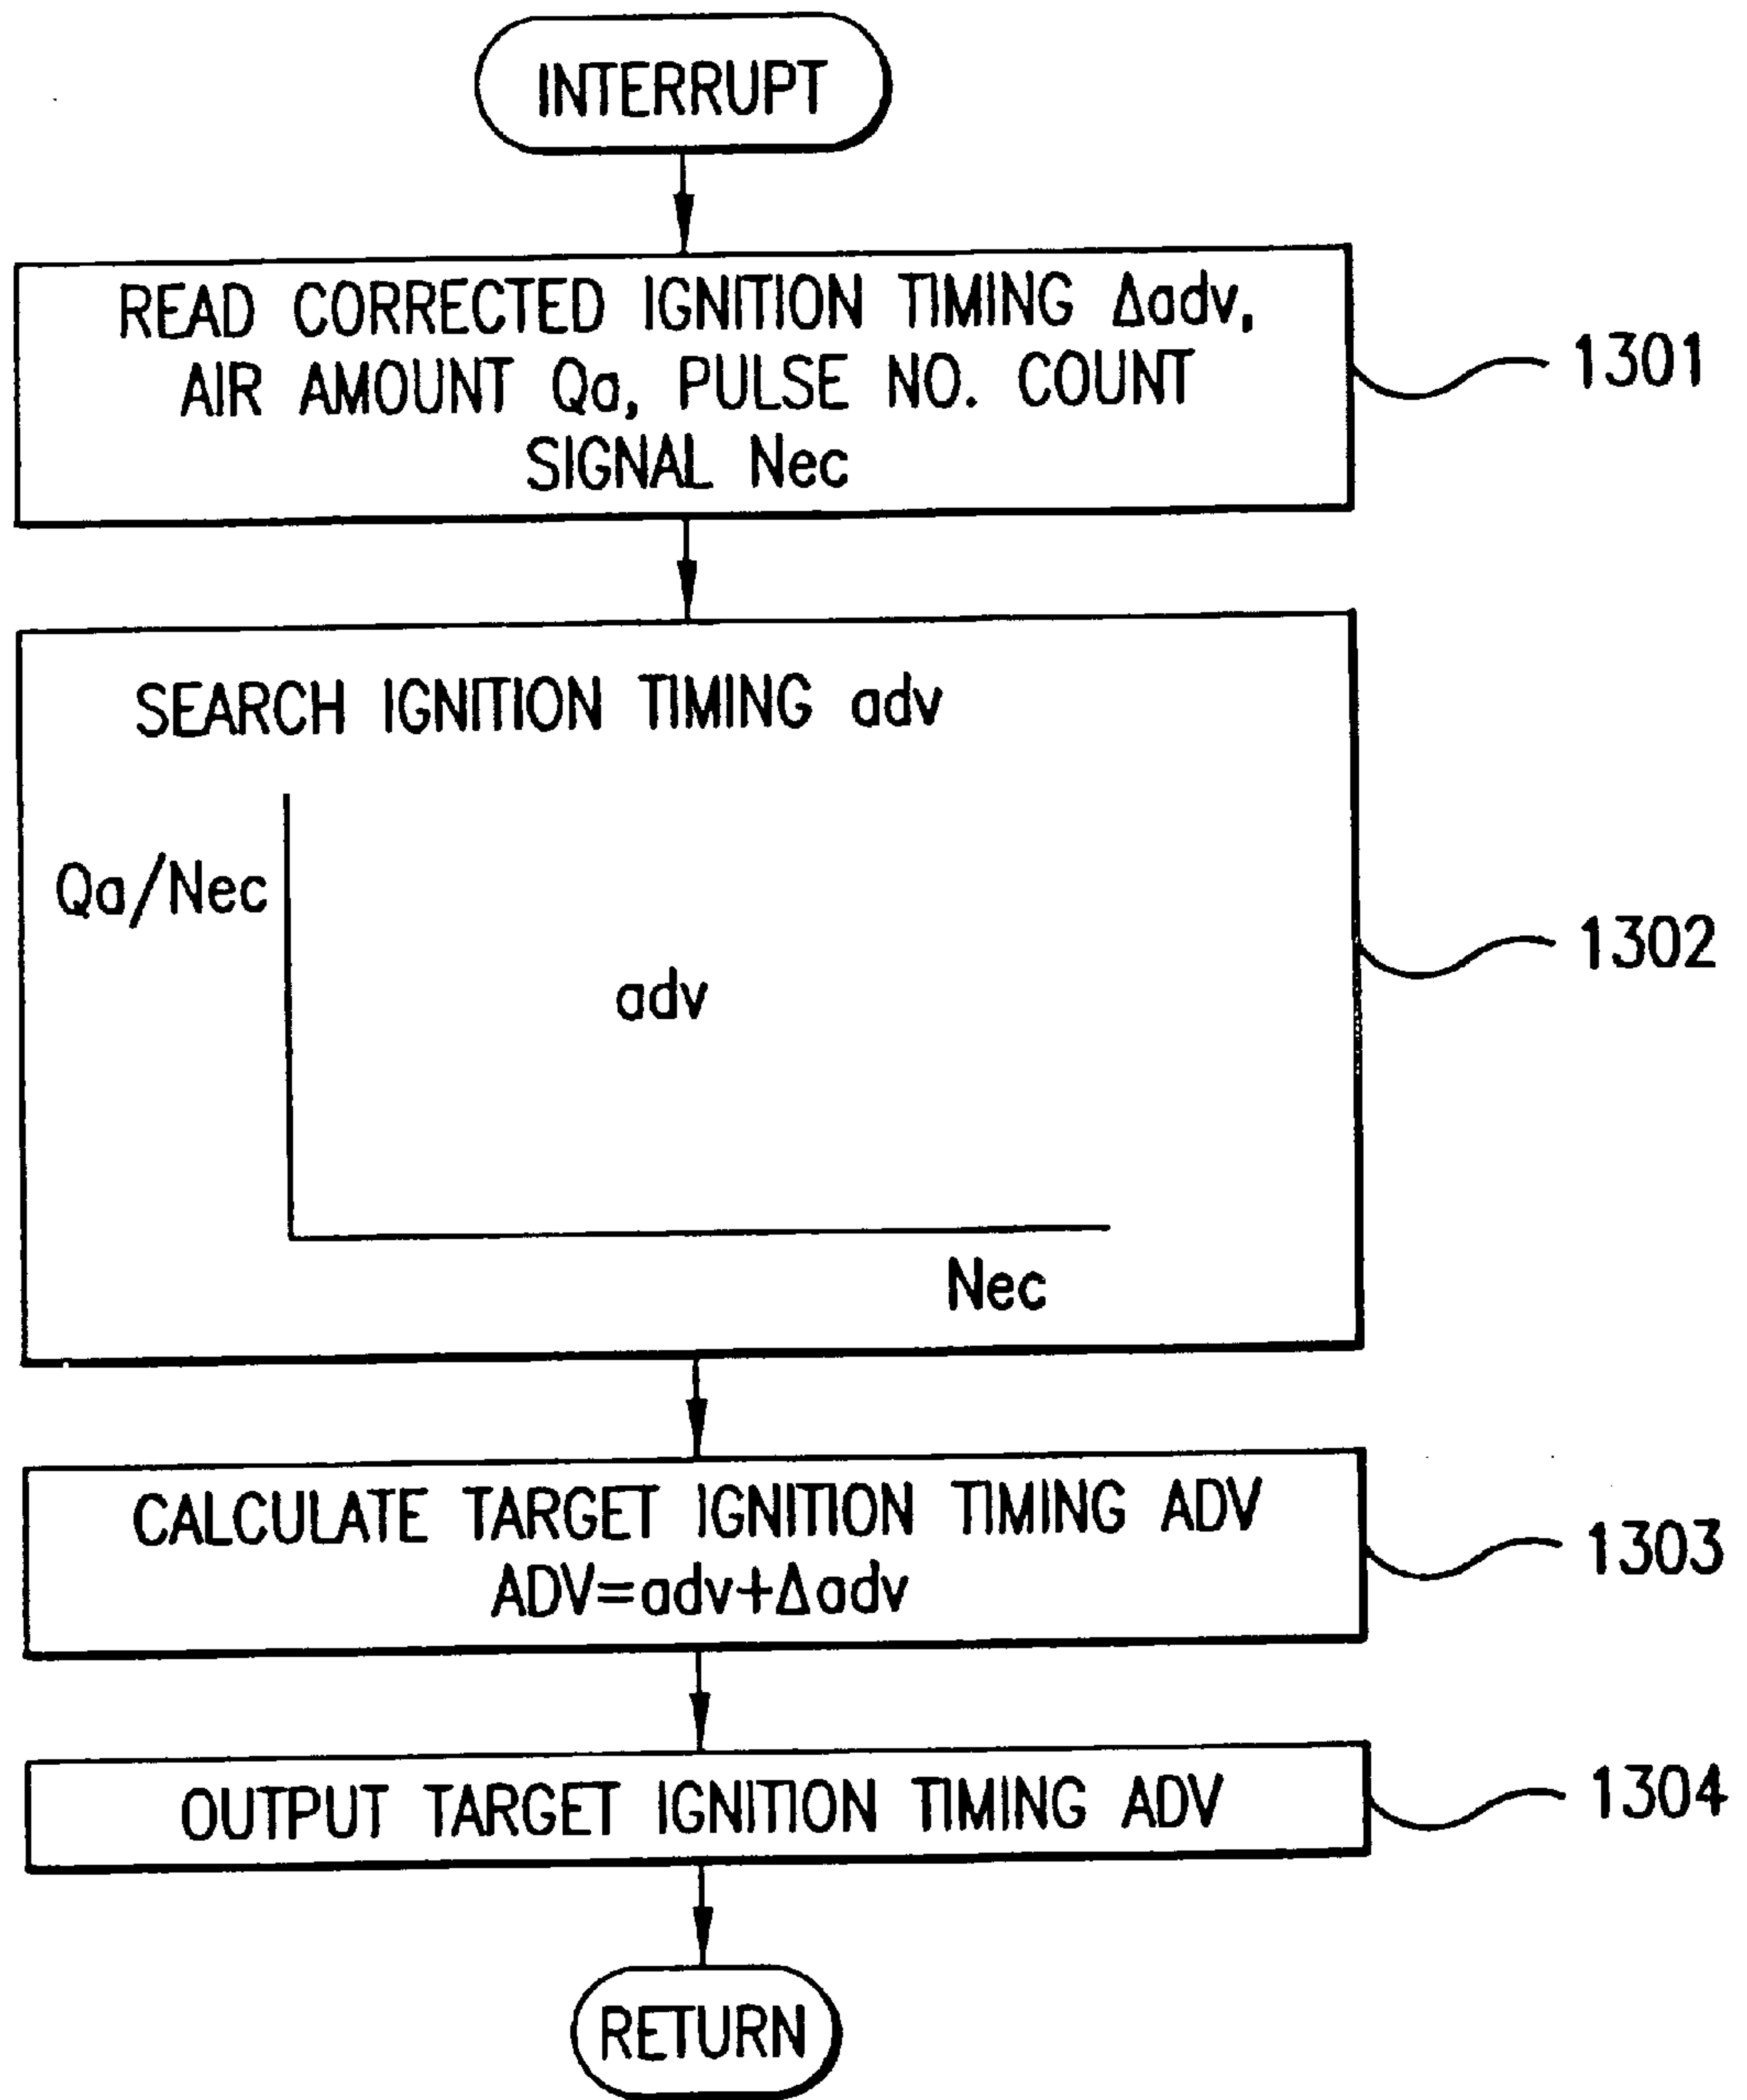 INTERRUPT
READ CORRECTED IGNITION TIMING Δadv,
AIR AMOUNT Qa, PULSE NO. COUNT
SIGNAL Nec
1301
SEARCH IGNITION TIMING adv
Qa/Nec
adv
Nec
1302
CALCULATE TARGET IGNITION TIMING ADV
ADV=adv+Δadv
1303
OUTPUT TARGET IGNITION TIMING ADV
1304
RETURN